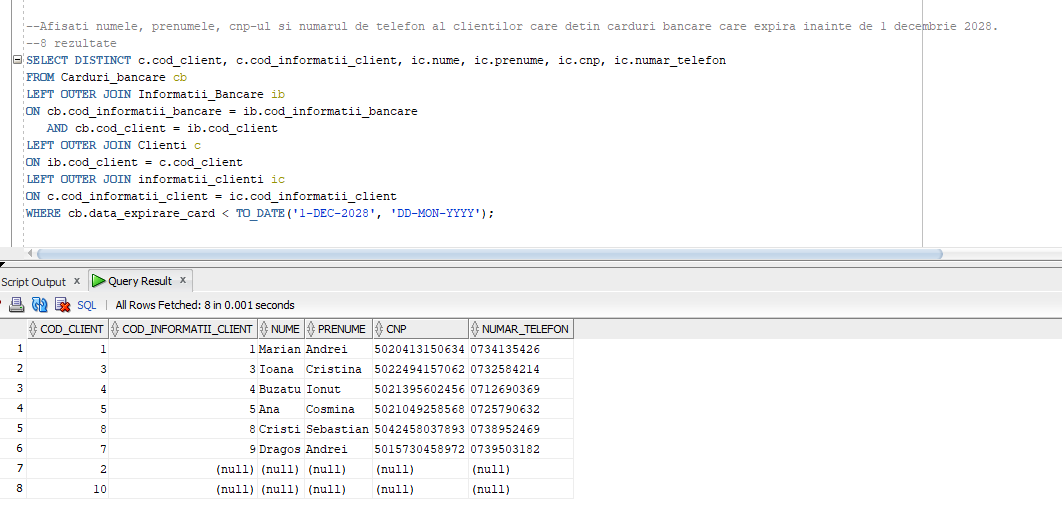 --Afisati numele, prenumele, cnp-ul si numarul de telefon al clientilor care detin carduri bancare care expira inainte de 1 decembrie 2028.
--8 rezultate
SELECT DISTINCT c.cod_client, c.cod_informatii_client, ic.nume, ic.prenume, ic.cnp, ic.numar_telefon
FROM Carduri_bancare cb
LEFT OUTER JOIN Informatii_Bancare ib
ON cb.cod_informatii_bancare = ib.cod_informatii_bancare
AND cb.cod_client = ib.cod_client
LEFT OUTER JOIN Clienti c
ON ib.cod_client = c.cod_client
LEFT OUTER JOIN informatii_clienti ic
ON c.cod_informatii_client = ic.cod_informatii_client
WHERE cb.data_expirare_card < TO_DATE('1-DEC-2028', 'DD-MON-YYYY');
Script Output x Query Result x
SQL | All Rows Fetched: 8 in 0.001 seconds
COD_CLIENT COD_INFORMATII_CLIENT NUME PRENUME CNP NUMAR_TELEFON
1 1 1 Marian Andrei 5020413150634 0734135426
2 3 3 Ioana Cristina 5022494157062 0732584214
3 4 4 Buzatu Ionut 5021395602456 0712690369
4 5 5 Ana Cosmina 5021049258568 0725790632
5 8 8 Cristi Sebastian 5042458037893 0738952469
6 7 9 Dragos Andrei 5015730458972 0739503182
7 2 (null) (null) (null) (null) (null)
8 10 (null) (null) (null) (null) (null)